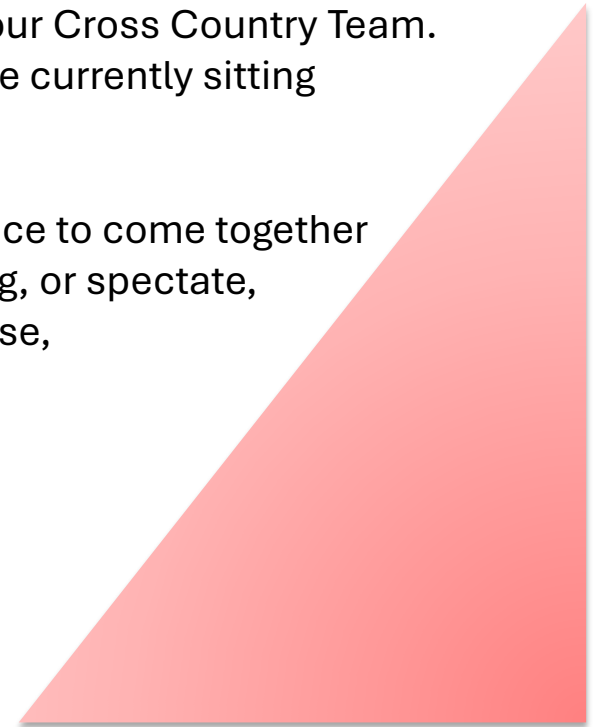 our Cross Country Team.
e currently sitting
ce to come together
g, or spectate,
se,